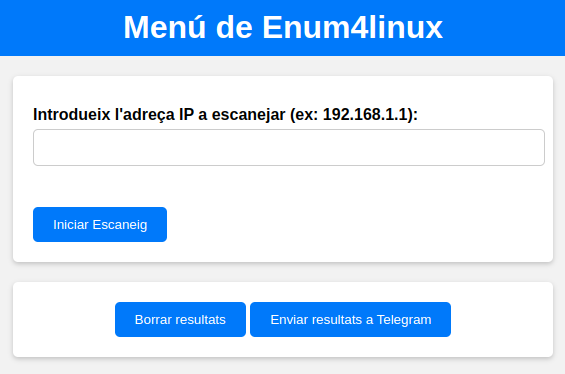 Menú de Enum4linux
Introdueix l'adreça IP a escanejar (ex: 192.168.1.1):
Iniciar Escaneig
Borrar resultats
Enviar resultats a Telegram